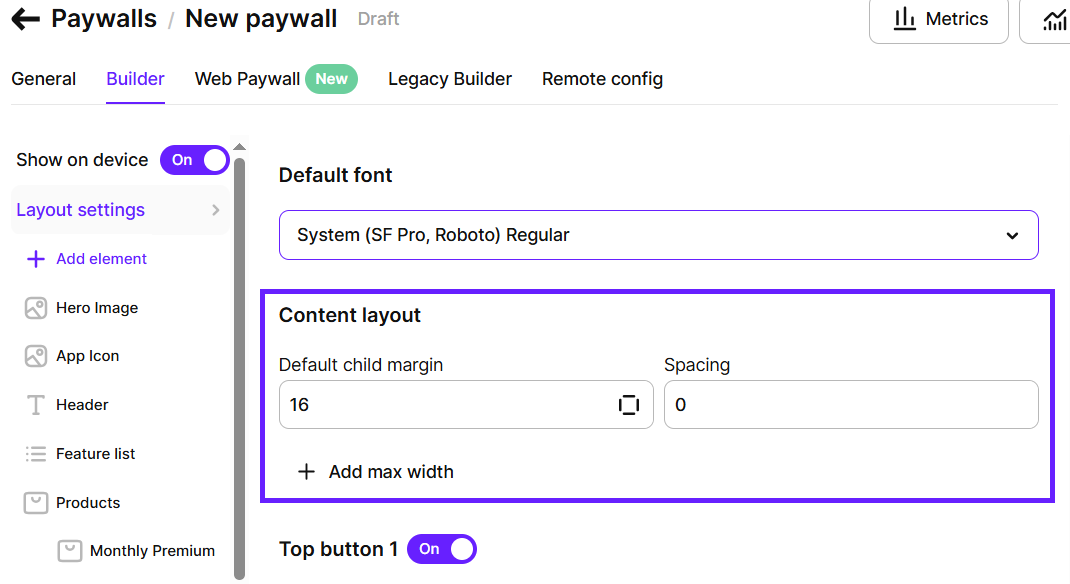 Paywalls / New paywall Draft
Metrics
General Builder Web Paywall New Legacy Builder Remote config
Show on device On
Layout settings
Add element
Hero Image
App Icon
Header
Feature list
Products
Monthly Premium
Default font
System (SF Pro, Roboto) Regular
Content layout
Default child margin Spacing
16 0
Add max width
Top button 1 On